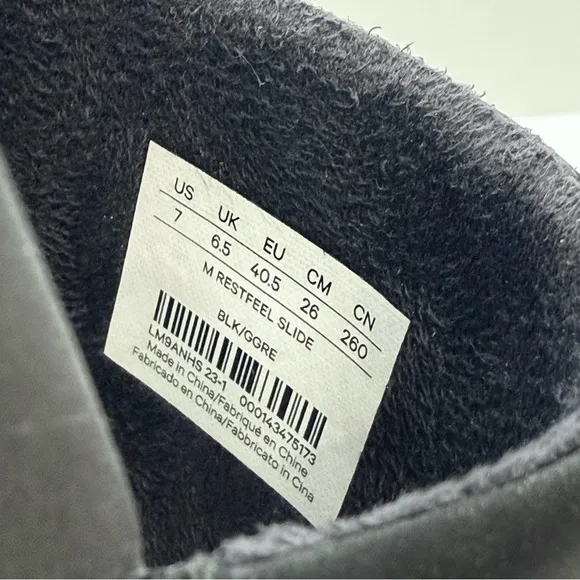 US UK EU CM CN
7 6.5 40.5 26 260
M RESTFEEL SLIDE
BLK/GGRE
LM9ANHS 23-1 000143475173
Made in China/Fabriqué en Chine
Fabricado en China/Fabbricato in Cina